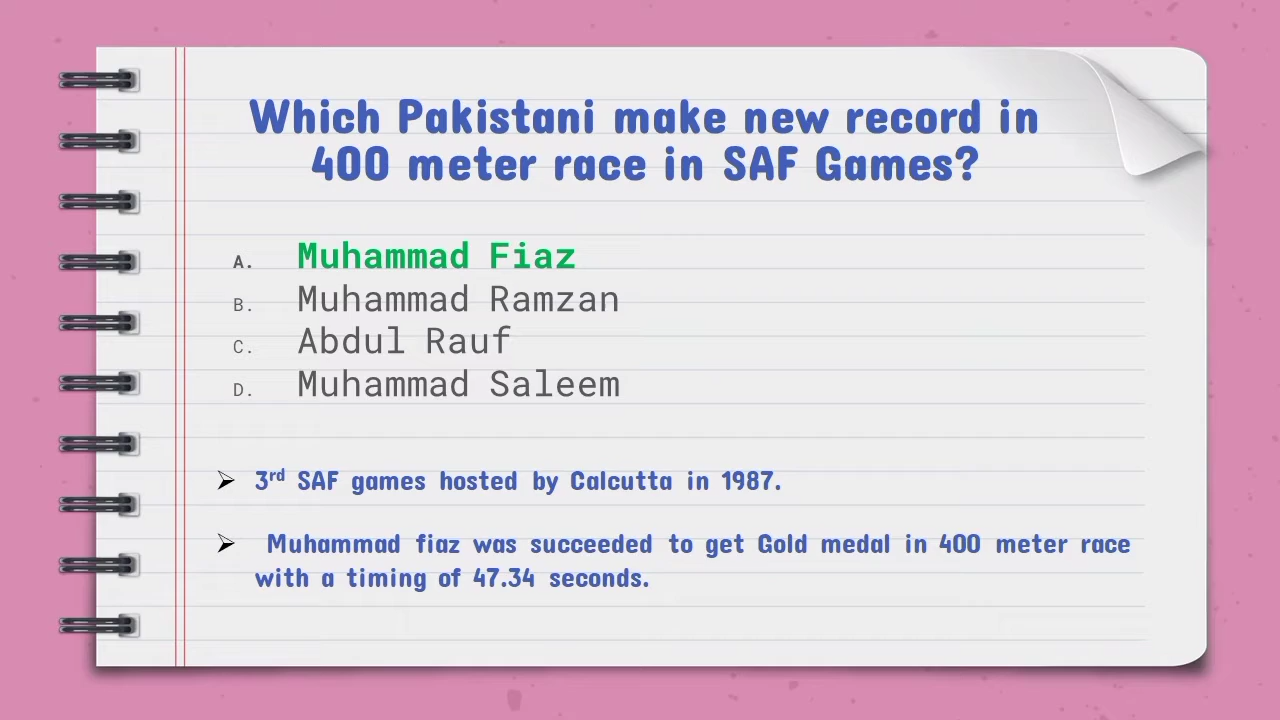 Which Pakistani make new record in
400 meter race in SAF Games?
A. Muhammad Fiaz
B. Muhammad Ramzan
C. Abdul Rauf
D. Muhammad Saleem
➢ 3rd SAF games hosted by Calcutta in 1987.
➢ Muhammad fiaz was succeeded to get Gold medal in 400 meter race
with a timing of 47.34 seconds.